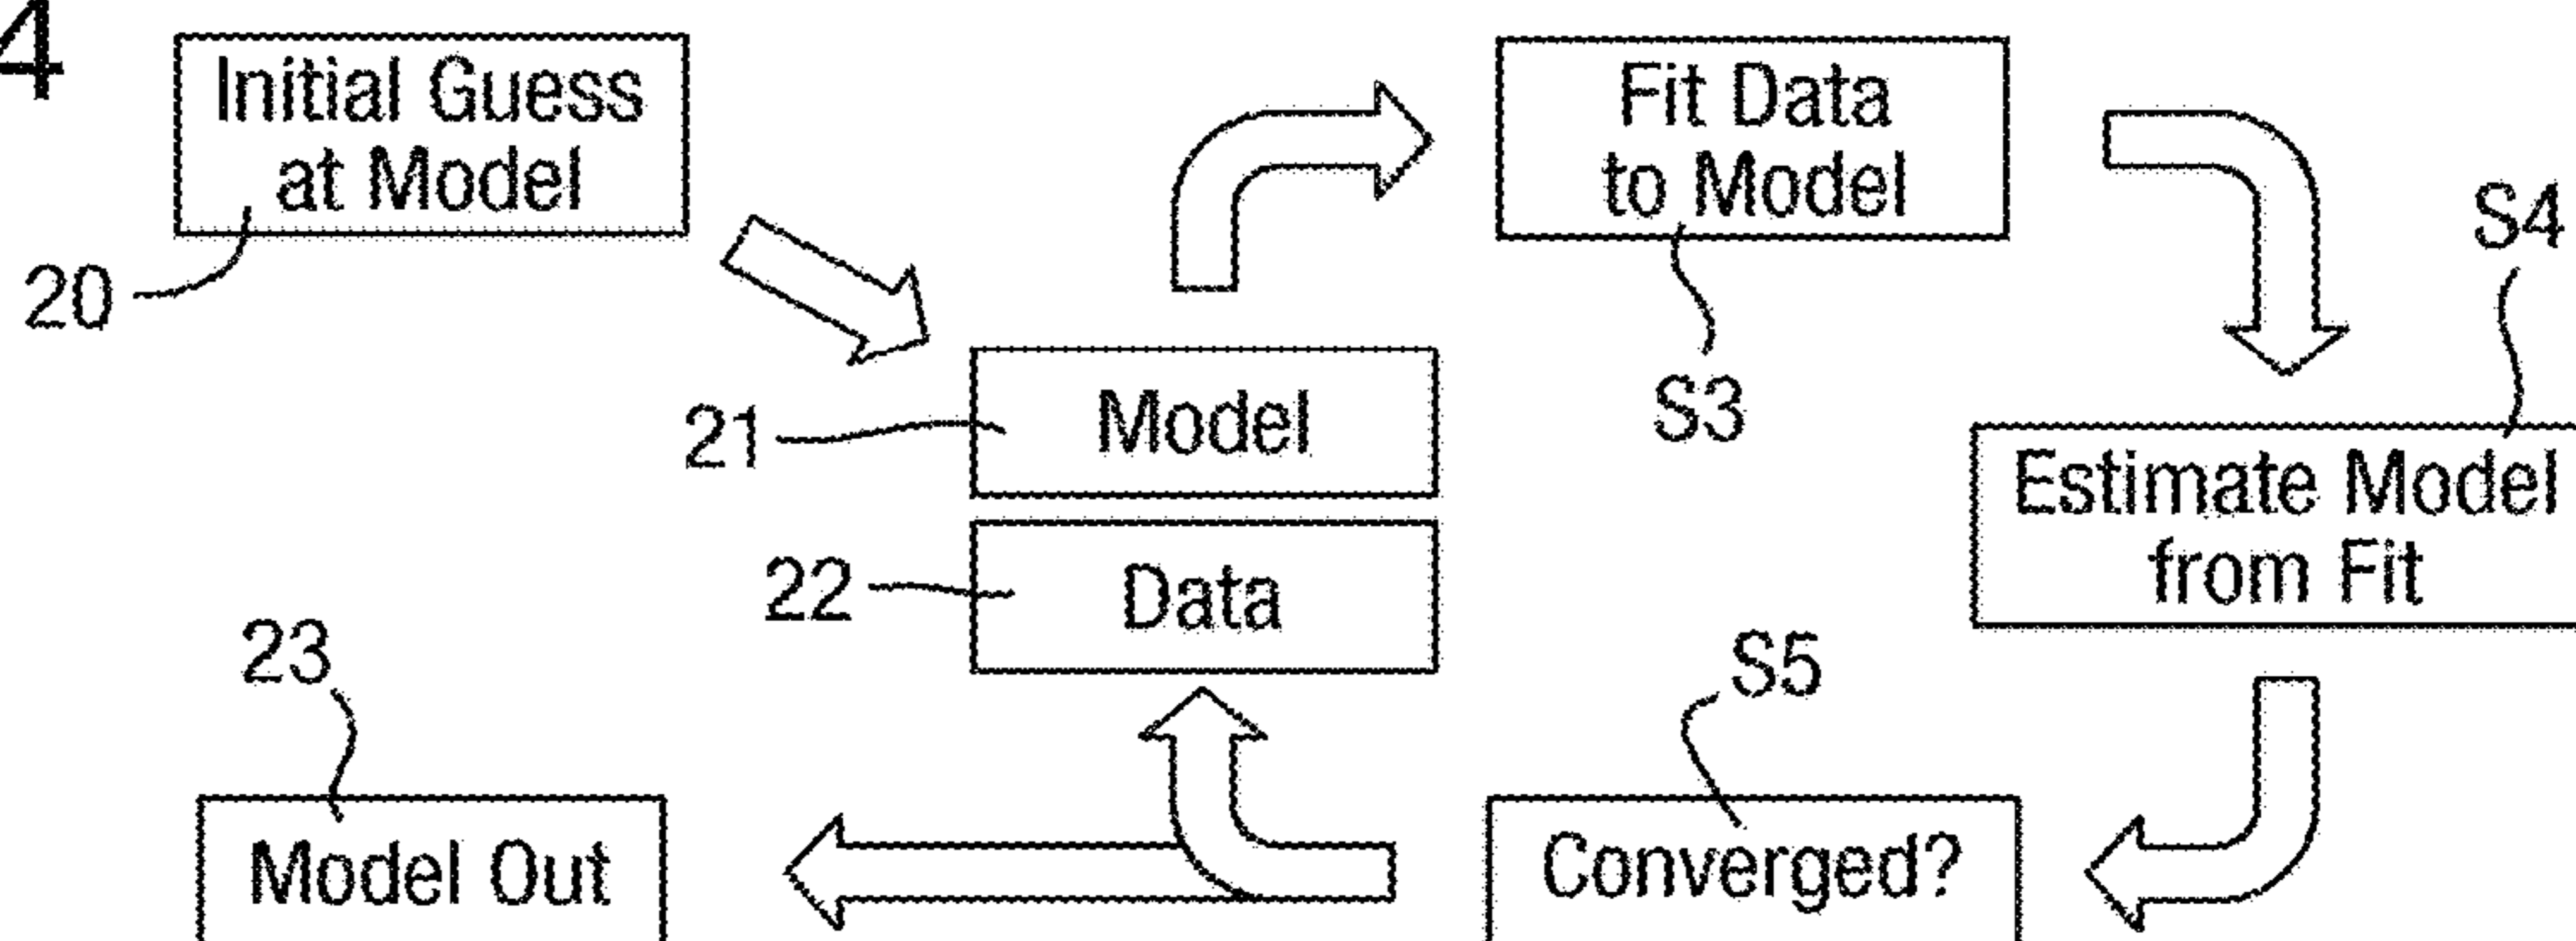 4
Initial Guess
at Model
20
Fit Data
to Model
S3
S4
21
Model
22
Data
Estimate Model
from Fit
23
S5
Model Out
Converged?